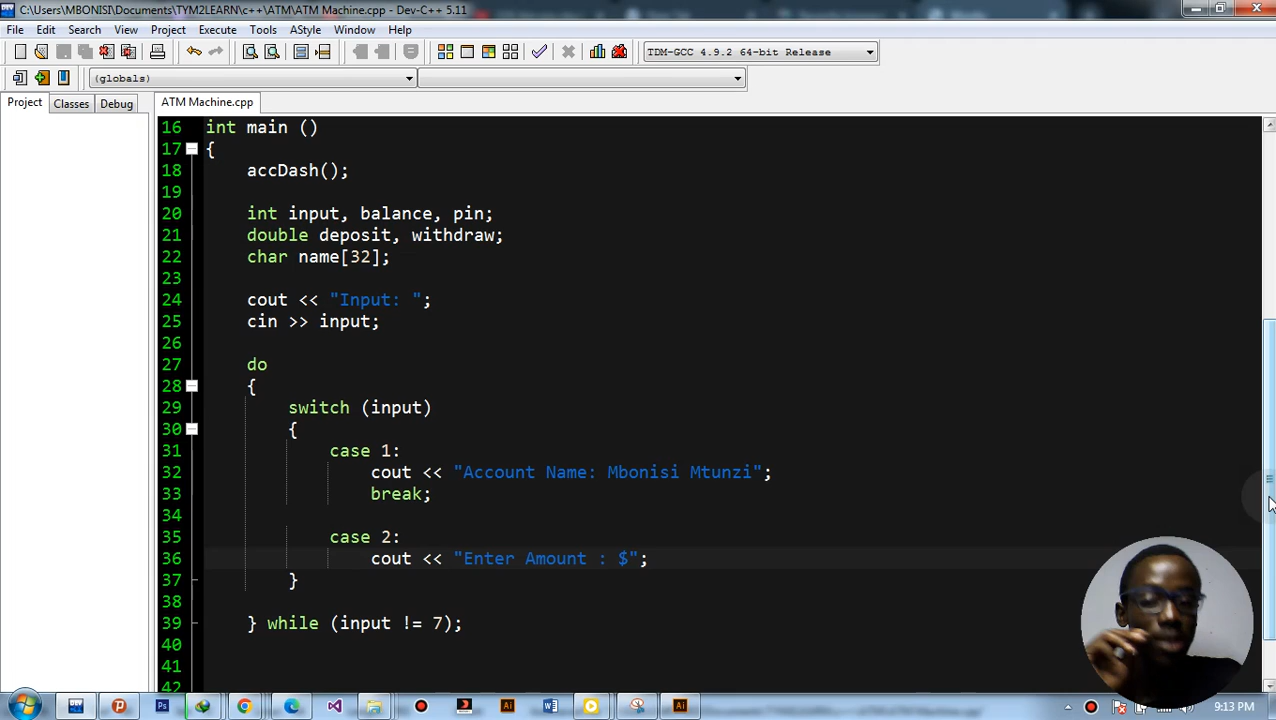 C:\Users\MBONISI\Documents\TYM2LEARN\c++\ATM\ATM Machine.cpp - Dev-C++ 5.11
File Edit Search View Project Execute Tools AStyle Window Help
TDM-GCC 4.9.2 64-bit Release
(globals)
Project Classes Debug ATM Machine.cpp
16 int main ()
17 {
18 accDash();
19
20 int input, balance, pin;
21 double deposit, withdraw;
22 char name[32];
23
24 cout << "Input: ";
25 cin >> input;
26
27 do
28 {
29 switch (input)
30 {
31 case 1:
32 cout << "Account Name: Mbonisi Mtunzi";
33 break;
34
35 case 2:
36 cout << "Enter Amount : $";
37 }
38
39 } while (input != 7);
40
41
42
9:13 PM